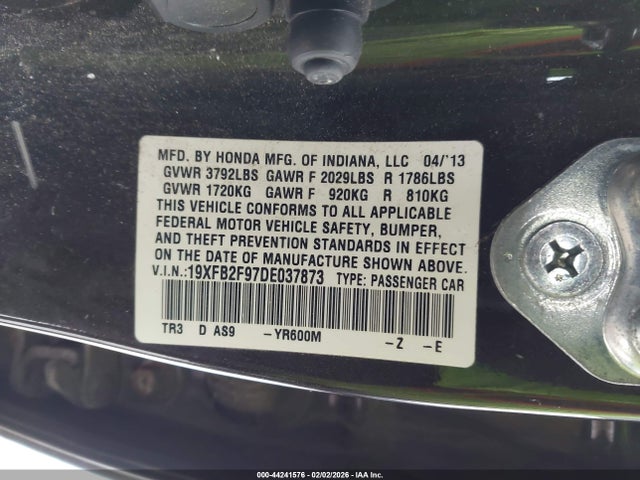 MFD. BY HONDA MFG. OF INDIANA, LLC 04/'13
GVWR 3792LBS GAWR F 2029LBS R 1786LBS
GVWR 1720KG GAWR F 920KG R 810KG
THIS VEHICLE CONFORMS TO ALL APPLICABLE
FEDERAL MOTOR VEHICLE SAFETY, BUMPER,
AND THEFT PREVENTION STANDARDS IN EFFECT
ON THE DATE OF MANUFACTURE SHOWN ABOVE.
V.I.N.:19XFB2F97DE037873 TYPE: PASSENGER CAR
TR3 D AS9 -YR600M -Z -E
000-44241576 - 02/02/2026 - IAA Inc.